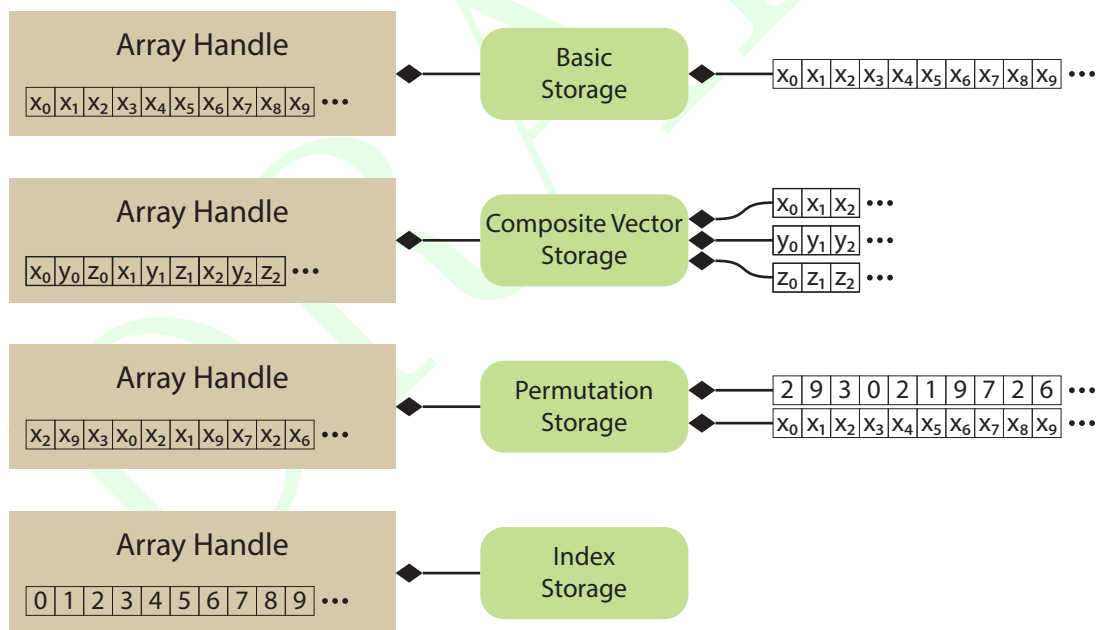 Array Handle
x₀ x₁ x₂ x₃ x₄ x₅ x₆ x₇ x₈ x₉ •••
Basic
Storage
x₀ x₁ x₂ x₃ x₄ x₅ x₆ x₇ x₈ x₉ •••
Array Handle
x₀ y₀ z₀ x₁ y₁ z₁ x₂ y₂ z₂ •••
Composite Vector
Storage
x₀ x₁ x₂ •••
y₀ y₁ y₂ •••
z₀ z₁ z₂ •••
Array Handle
x₂ x₉ x₃ x₀ x₂ x₁ x₉ x₇ x₂ x₆ •••
Permutation
Storage
2 9 3 0 2 1 9 7 2 6 •••
x₀ x₁ x₂ x₃ x₄ x₅ x₆ x₇ x₈ x₉ •••
Array Handle
0 1 2 3 4 5 6 7 8 9 •••
Index
Storage